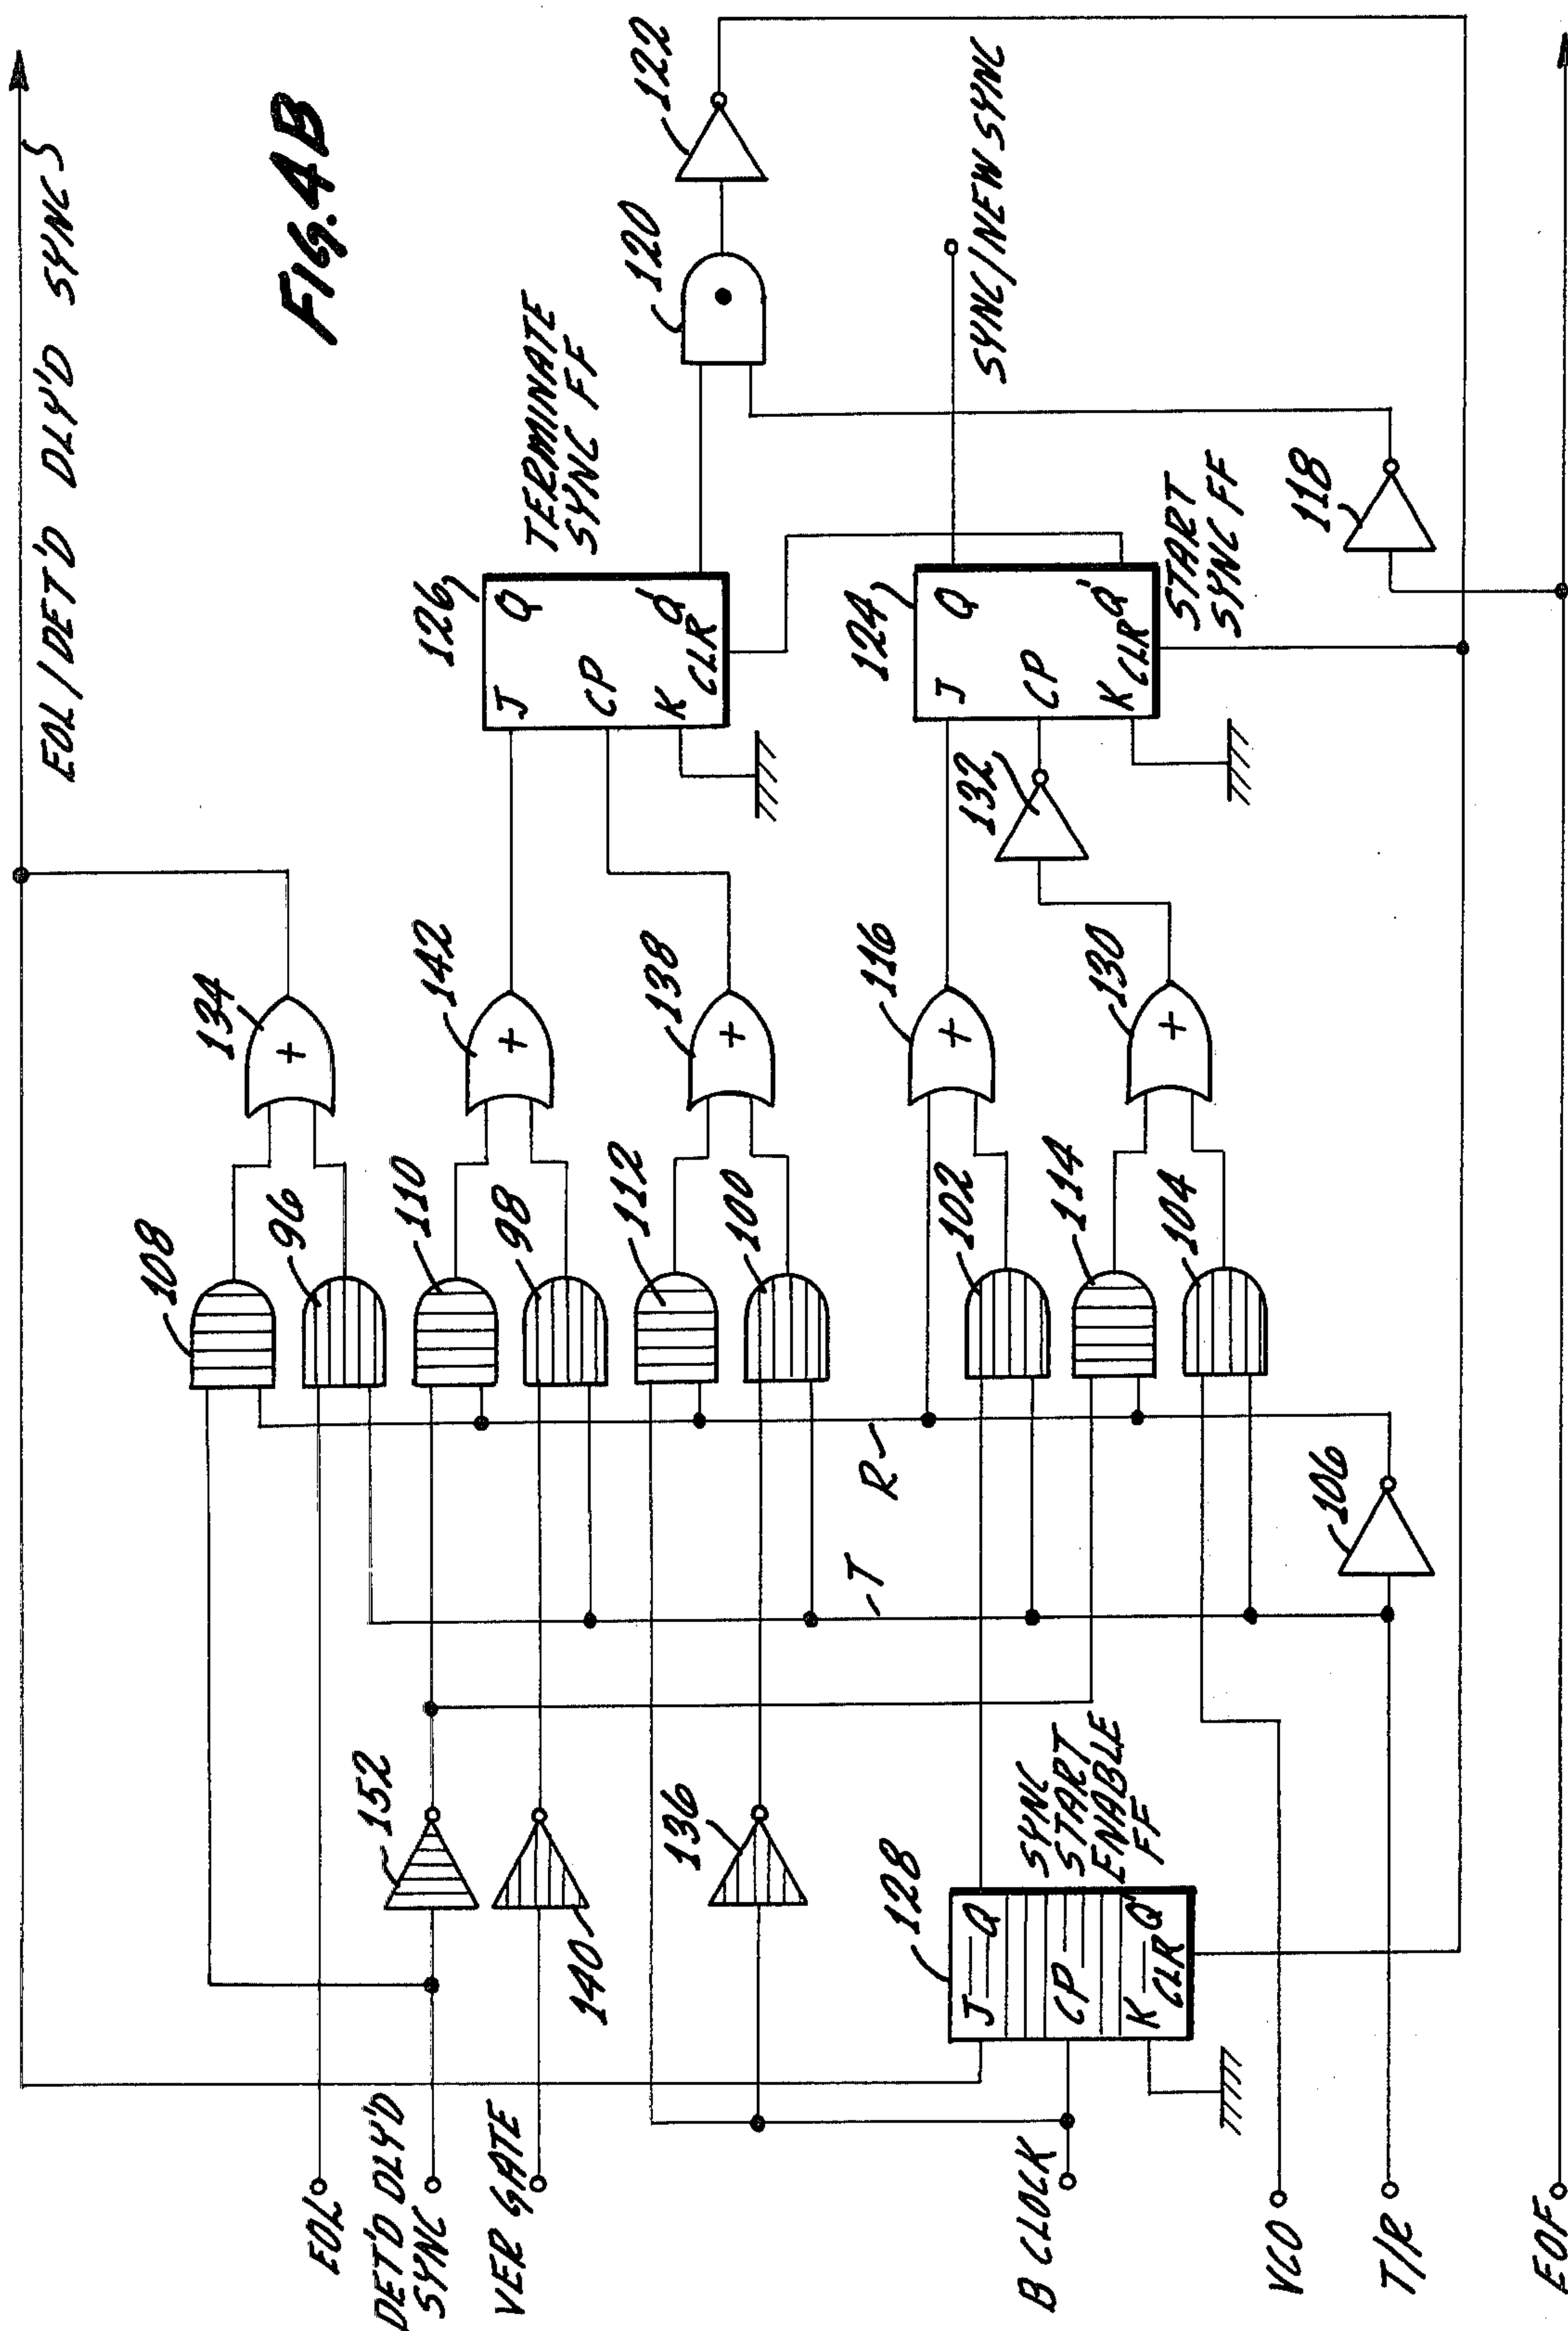 FIG. 4B
EOL/DET'D DLY'D SYNC
EOL
DET'D DLY'D
SYNC
VER GATE
B CLOCK
VCO
T/R
EOF
152
140
136
128
J Q
CP
K Q'
CLR
SYNC
START
ENABLE
FF
T
R
106
108
96
110
98
112
100
102
114
104
134
142
138
116
130
132
126
J Q
CP
K Q'
CLR
TERMINATE
SYNC FF
124
J Q
CP
K Q'
CLR
START
SYNC FF
118
120
122
SYNC/NEW SYNC
+
+
+
+
+